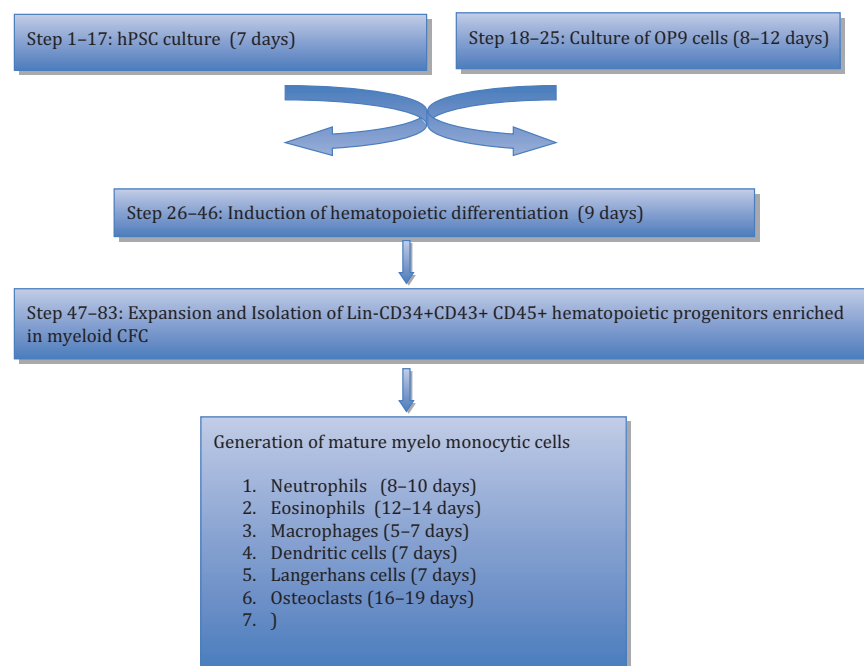 Step 1–17: hPSC culture (7 days)
Step 18–25: Culture of OP9 cells (8–12 days)
Step 26–46: Induction of hematopoietic differentiation (9 days)
Step 47–83: Expansion and Isolation of Lin-CD34+CD43+ CD45+ hematopoietic progenitors enriched
in myeloid CFC
Generation of mature myelo monocytic cells
1. Neutrophils (8–10 days)
2. Eosinophils (12–14 days)
3. Macrophages (5–7 days)
4. Dendritic cells (7 days)
5. Langerhans cells (7 days)
6. Osteoclasts (16–19 days)
7. )